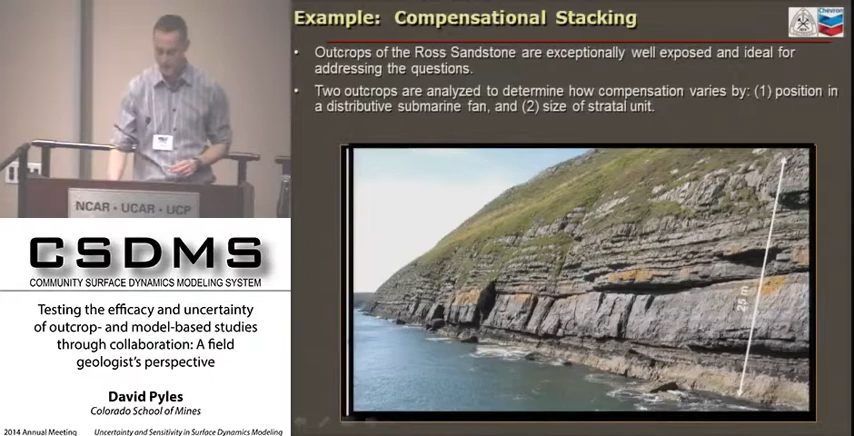 Example: Compensational Stacking
Chevron
• Outcrops of the Ross Sandstone are exceptionally well exposed and ideal for
addressing the questions.
• Two outcrops are analyzed to determine how compensation varies by: (1) position in
a distributive submarine fan, and (2) size of stratal unit.
25 m
NCAR • UCAR • UCP
CSDMS
COMMUNITY SURFACE DYNAMICS MODELING SYSTEM
Testing the efficacy and uncertainty
of outcrop- and model-based studies
through collaboration: A field
geologist's perspective
David Pyles
Colorado School of Mines
2014 Annual Meeting Uncertainty and Sensitivity in Surface Dynamics Modeling